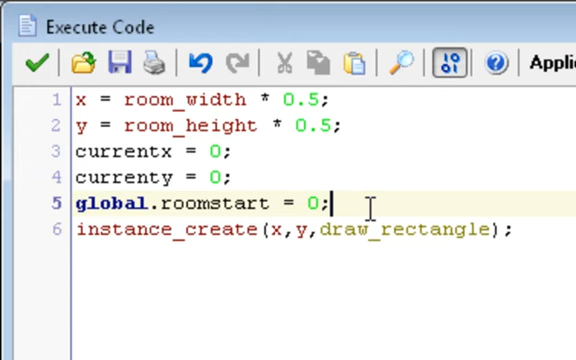 Execute Code
Applie
1 x = room_width * 0.5;
2 y = room_height * 0.5;
3 currentx = 0;
4 currenty = 0;
5 global.roomstart = 0;
6 instance_create(x,y,draw_rectangle);